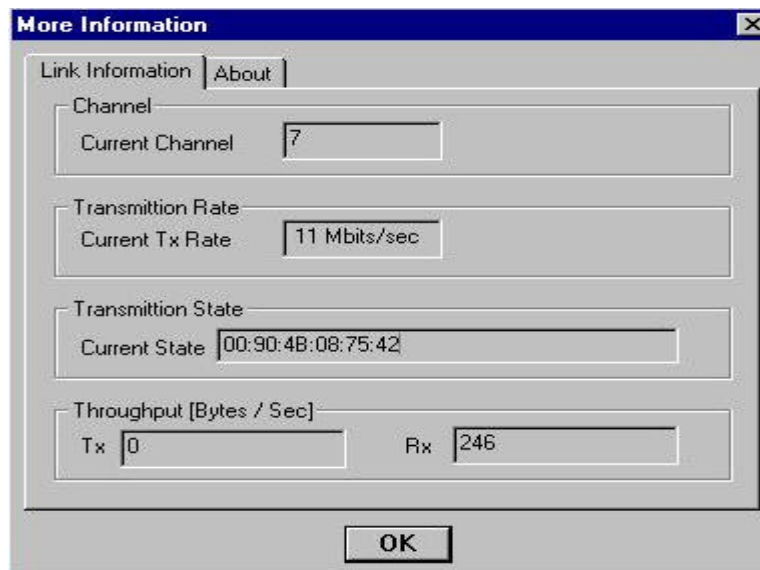 More Information
Link Information About
Channel
Current Channel 7
Transmittion Rate
Current Tx Rate 11 Mbits/sec
Transmittion State
Current State 00:90:4B:08:75:42
Throughput [Bytes / Sec]
Tx 0 Rx 246
OK